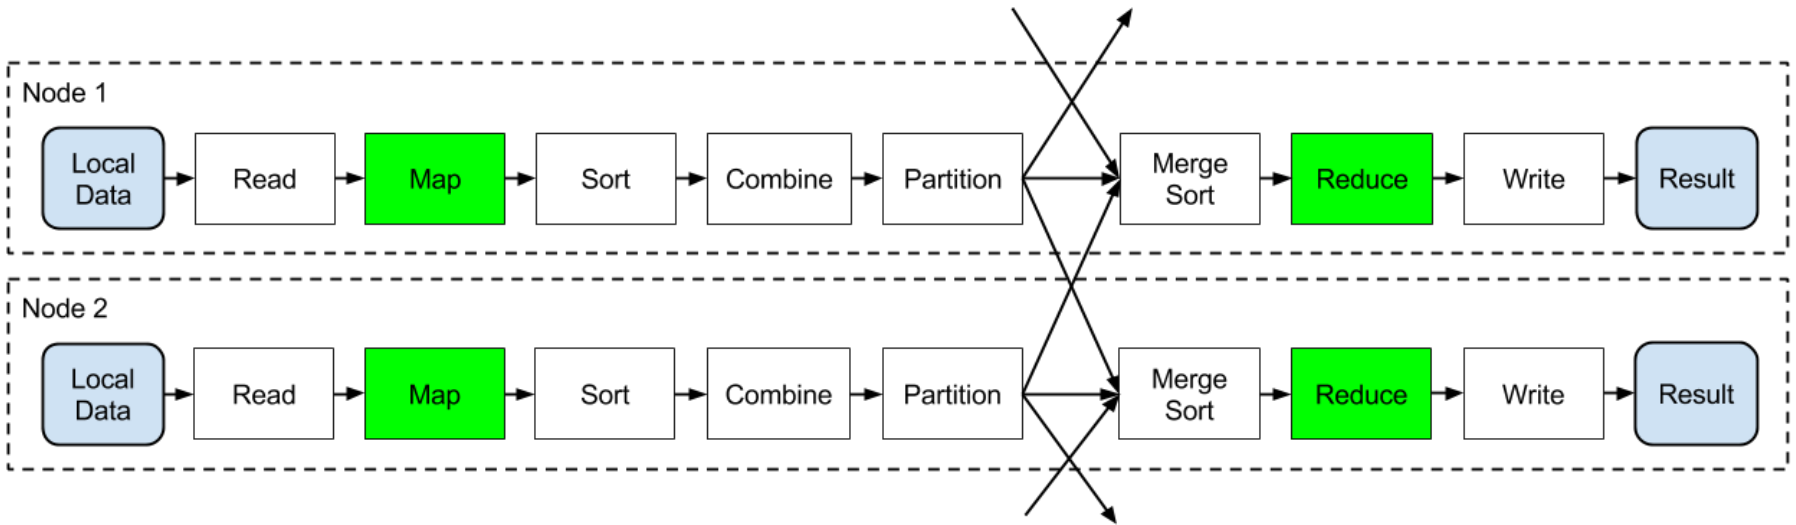 Node 1
Local
Data
Read
Map
Sort
Combine
Partition
Merge
Sort
Reduce
Write
Result
Node 2
Local
Data
Read
Map
Sort
Combine
Partition
Merge
Sort
Reduce
Write
Result